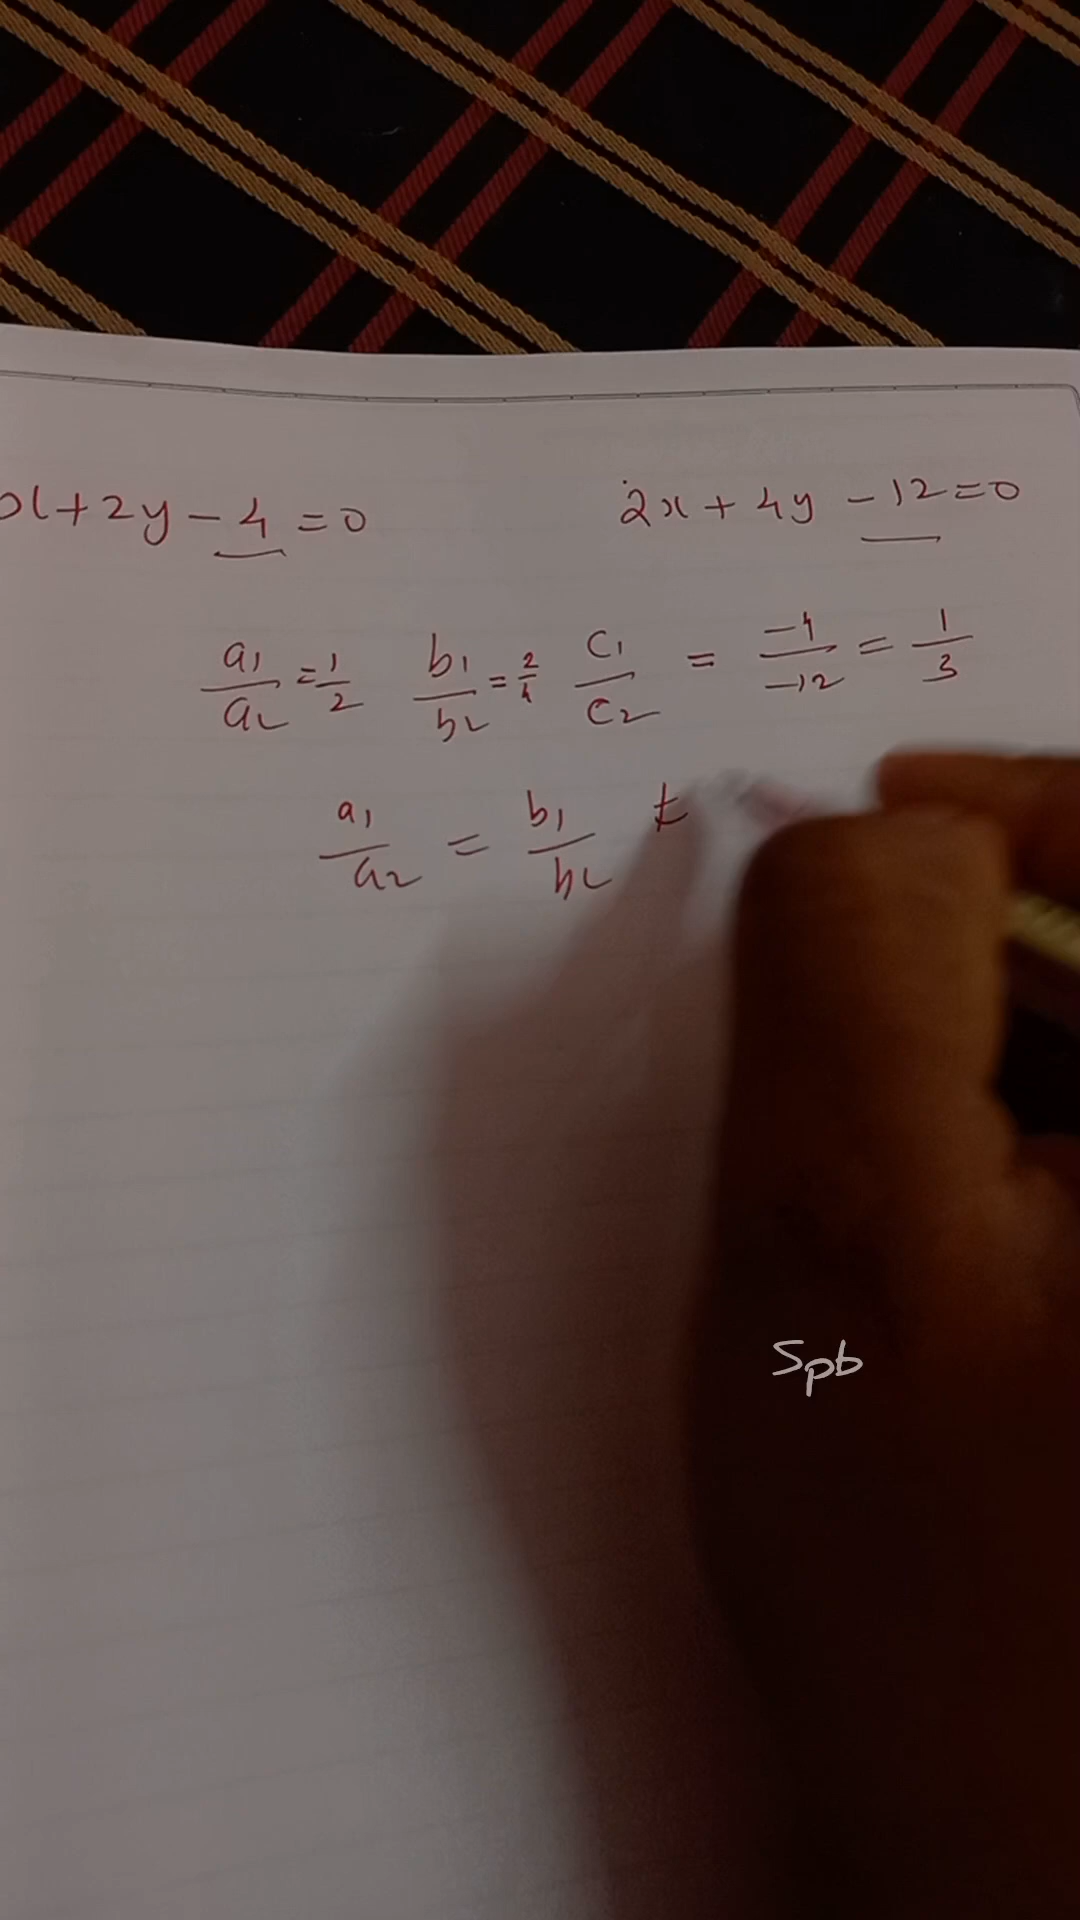 x+2y-4=0 2x+4y-12=0
a1/a2 = 1/2 b1/b2 = 2/4 c1/c2 = -4/-12 = 1/3
a1/a2 = b1/b2 ≠
Spb